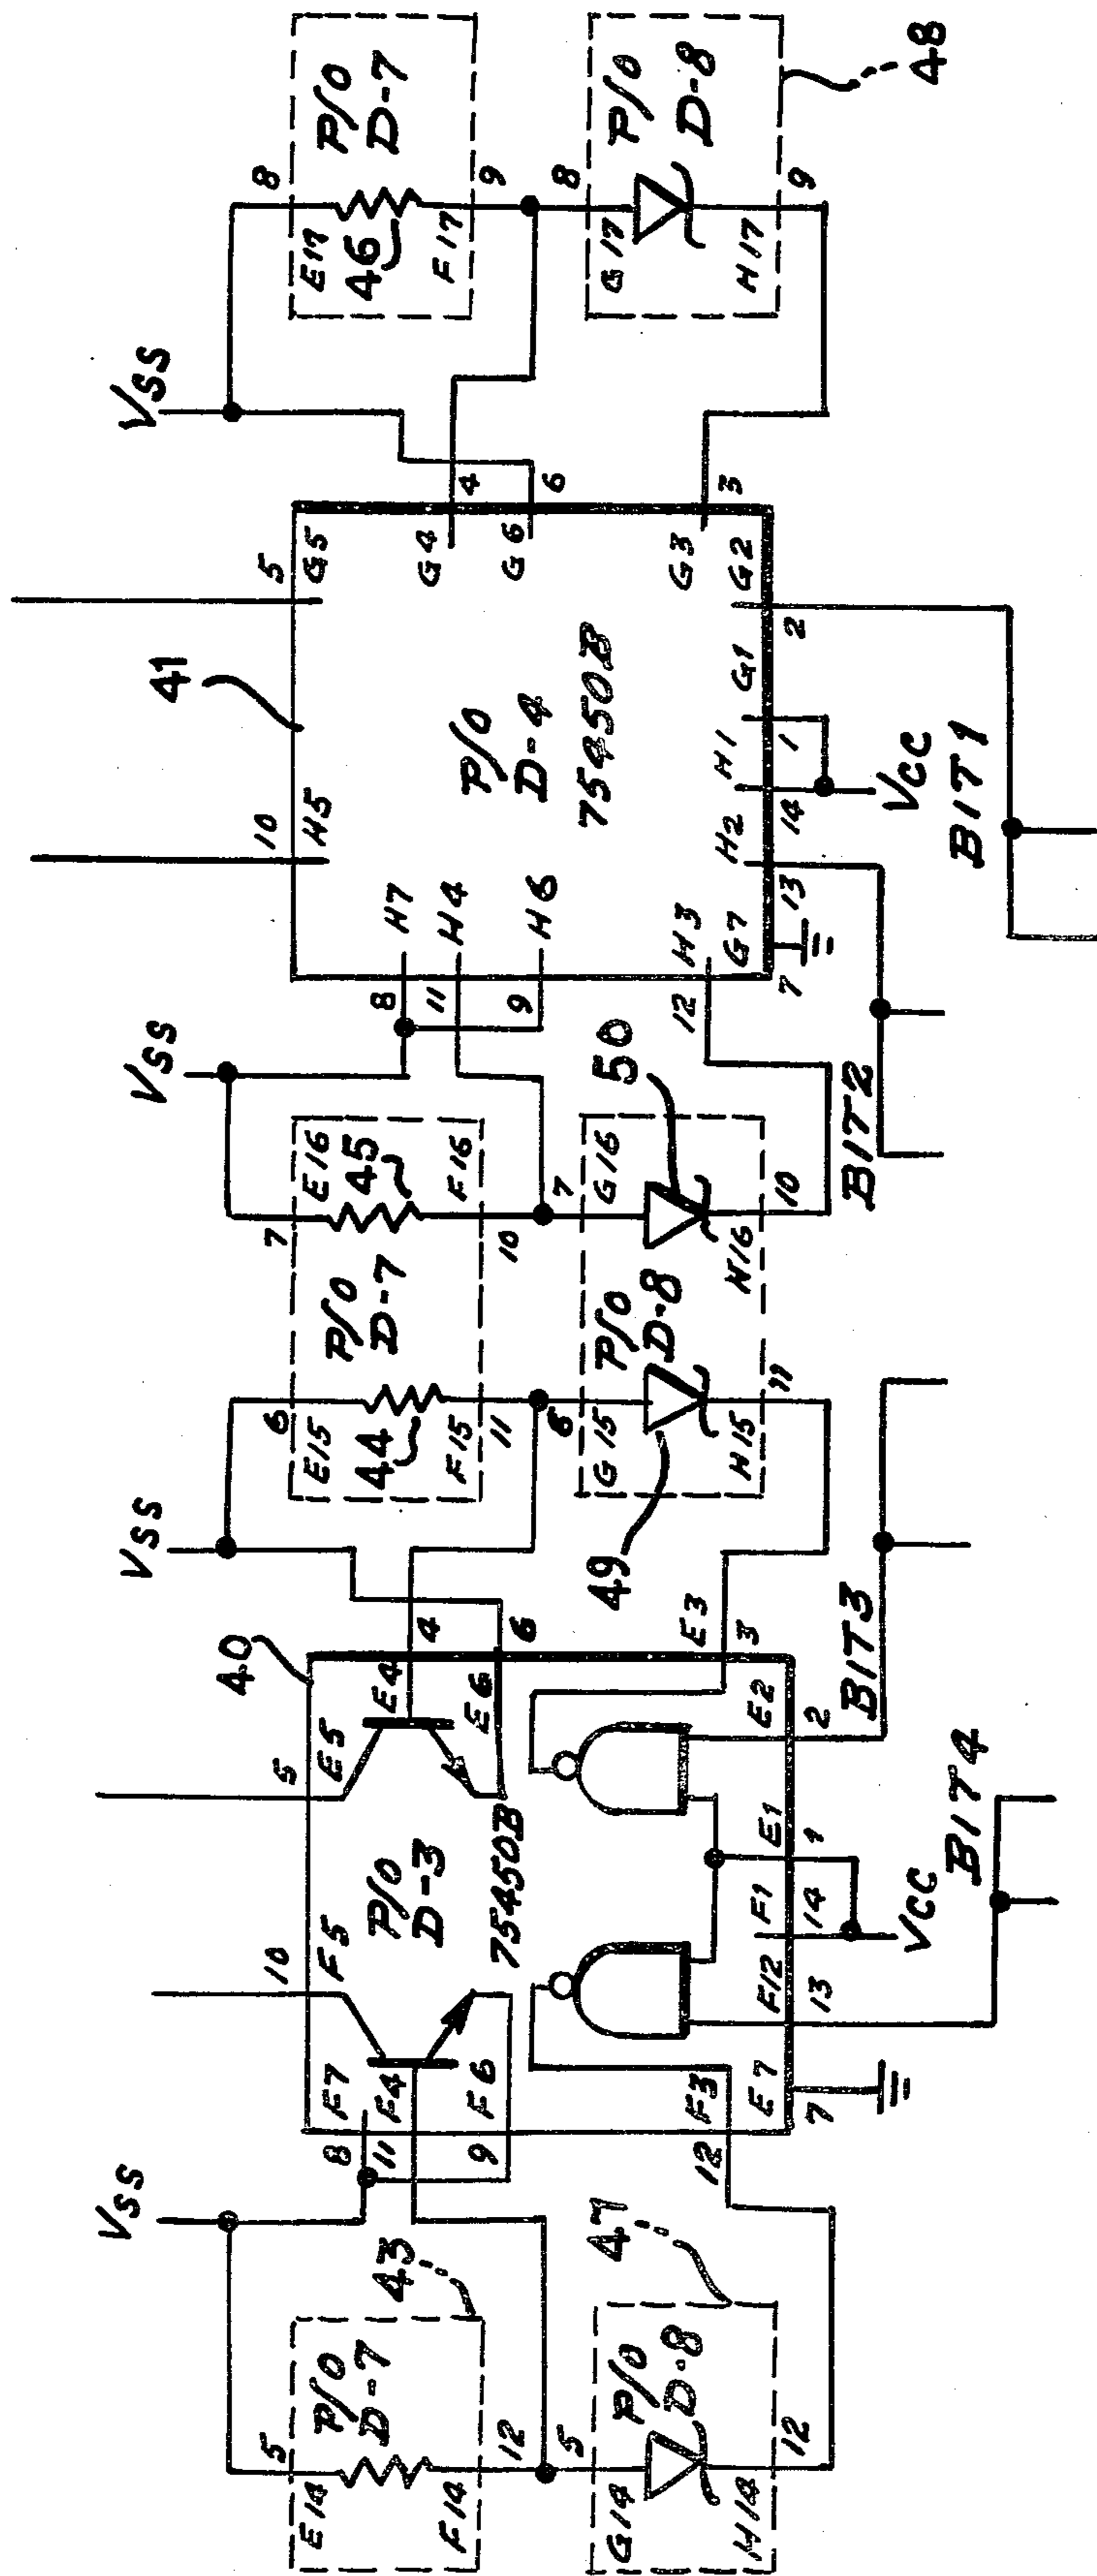 VSS
5
E14
P/O
D-7
F14
12
43
5
G14
P/O
D-8
H14
12
47
40
10
F5
5
E5
8
F7
11
F4
9
F6
P/O
D-3
75450B
E4
4
E6
6
12
F3
E3
3
E7
7
F12
13
F1
14
E1
1
E2
2
VCC
BIT4
BIT3
VSS
6
E15
44
F15
11
P/O
D-7
7
E16
45
F16
10
VSS
6
G15
P/O
D-8
H15
11
49
7
G16
H16
10
50
BIT2
41
10
H5
5
G5
8
H7
11
H4
9
H6
P/O
D-4
75450B
G4
4
G6
6
12
H3
G3
3
G7
7
H2
13
H1
14
G1
1
G2
2
VCC
BIT1
VSS
8
E17
46
F17
9
P/O
D-7
8
G17
P/O
D-8
H17
9
48